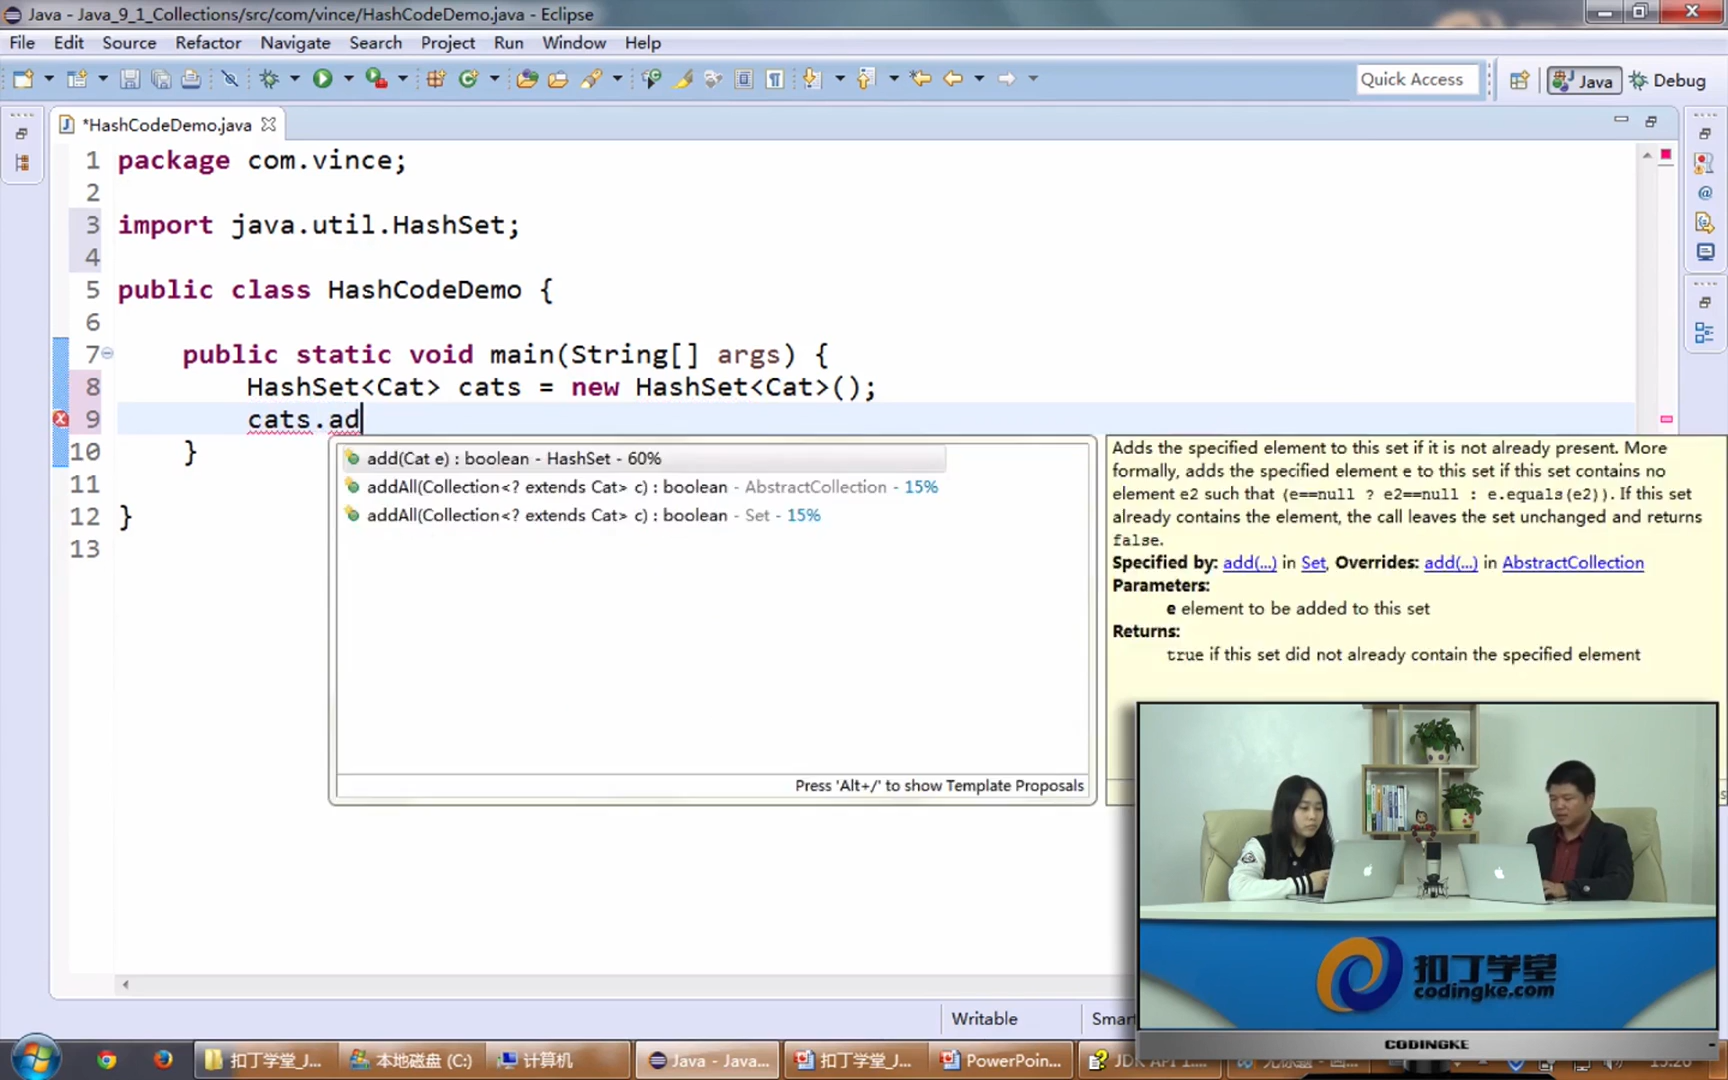 Java - Java_9_1_Collections/src/com/vince/HashCodeDemo.java - Eclipse
File Edit Source Refactor Navigate Search Project Run Window Help
Quick Access
Java
Debug
*HashCodeDemo.java
1 package com.vince;
2
3 import java.util.HashSet;
4
5 public class HashCodeDemo {
6
7 public static void main(String[] args) {
8 HashSet<Cat> cats = new HashSet<Cat>();
9 cats.ad
10 }
11
12 }
13
add(Cat e) : boolean - HashSet - 60%
addAll(Collection<? extends Cat> c) : boolean - AbstractCollection - 15%
addAll(Collection<? extends Cat> c) : boolean - Set - 15%
Press 'Alt+/' to show Template Proposals
Adds the specified element to this set if it is not already present. More
formally, adds the specified element e to this set if this set contains no
element e2 such that (e==null ? e2==null : e.equals(e2)). If this set
already contains the element, the call leaves the set unchanged and returns
false.
Specified by: add(...) in Set, Overrides: add(...) in AbstractCollection
Parameters:
e element to be added to this set
Returns:
true if this set did not already contain the specified element
扣丁学堂
codingke.com
CODINGKE
Writable
Smar
扣丁学堂_J...
本地磁盘 (C:)
计算机
Java - Java...
扣丁学堂_J...
PowerPoin...
JDK API 1...